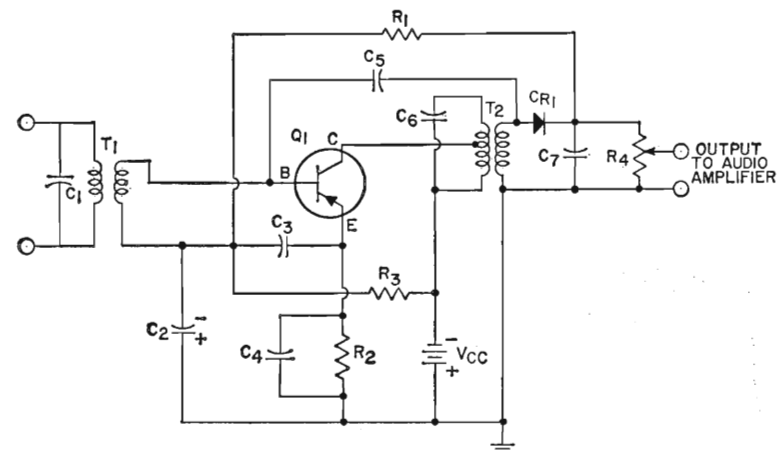 R1
C5
C6
T2
CR1
T1
Q1
C
B
C7
R4
OUTPUT
TO AUDIO
AMPLIFIER
C1
E
C3
R3
C2
-
+
C4
R2
-
VCC
+